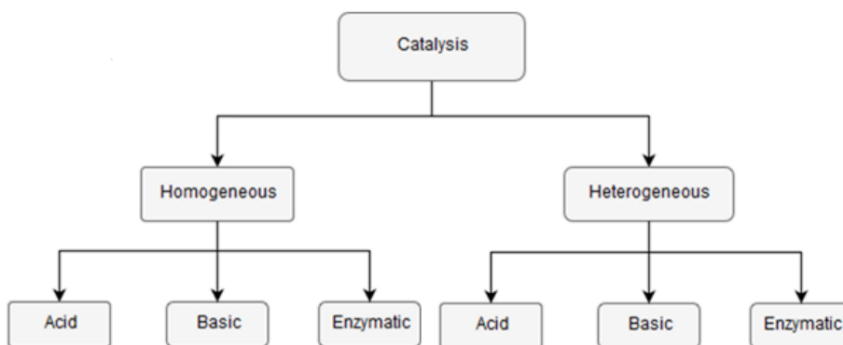 Catalysis
Homogeneous
Heterogeneous
Acid
Basic
Enzymatic
Acid
Basic
Enzymatic